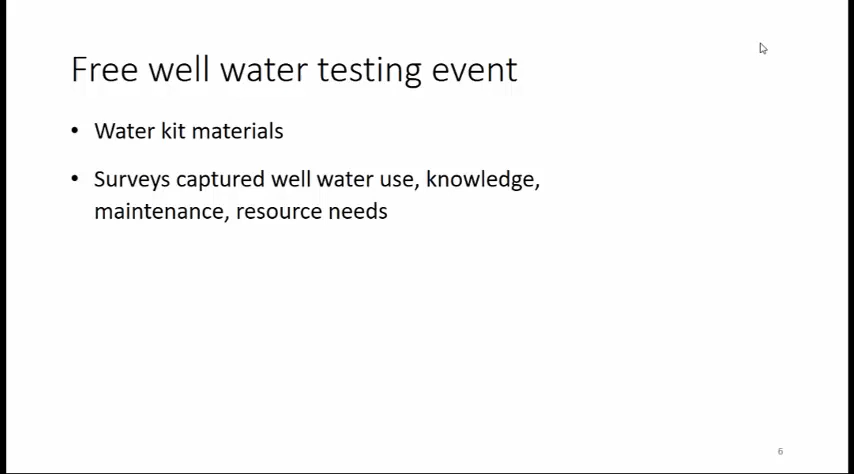 Free well water testing event
• Water kit materials
• Surveys captured well water use, knowledge,
maintenance, resource needs
6